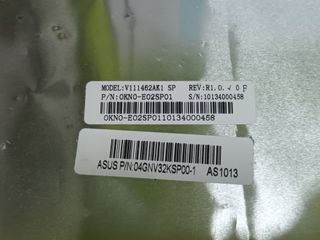 MODEL:V111462AK1 SP REV:R1.0.
P/N:0KN0-E02SP01 S/N:10134000458
0KN0-E02SP0110134000458
ASUS P/N:04GNV32KSP00-1 AS1013